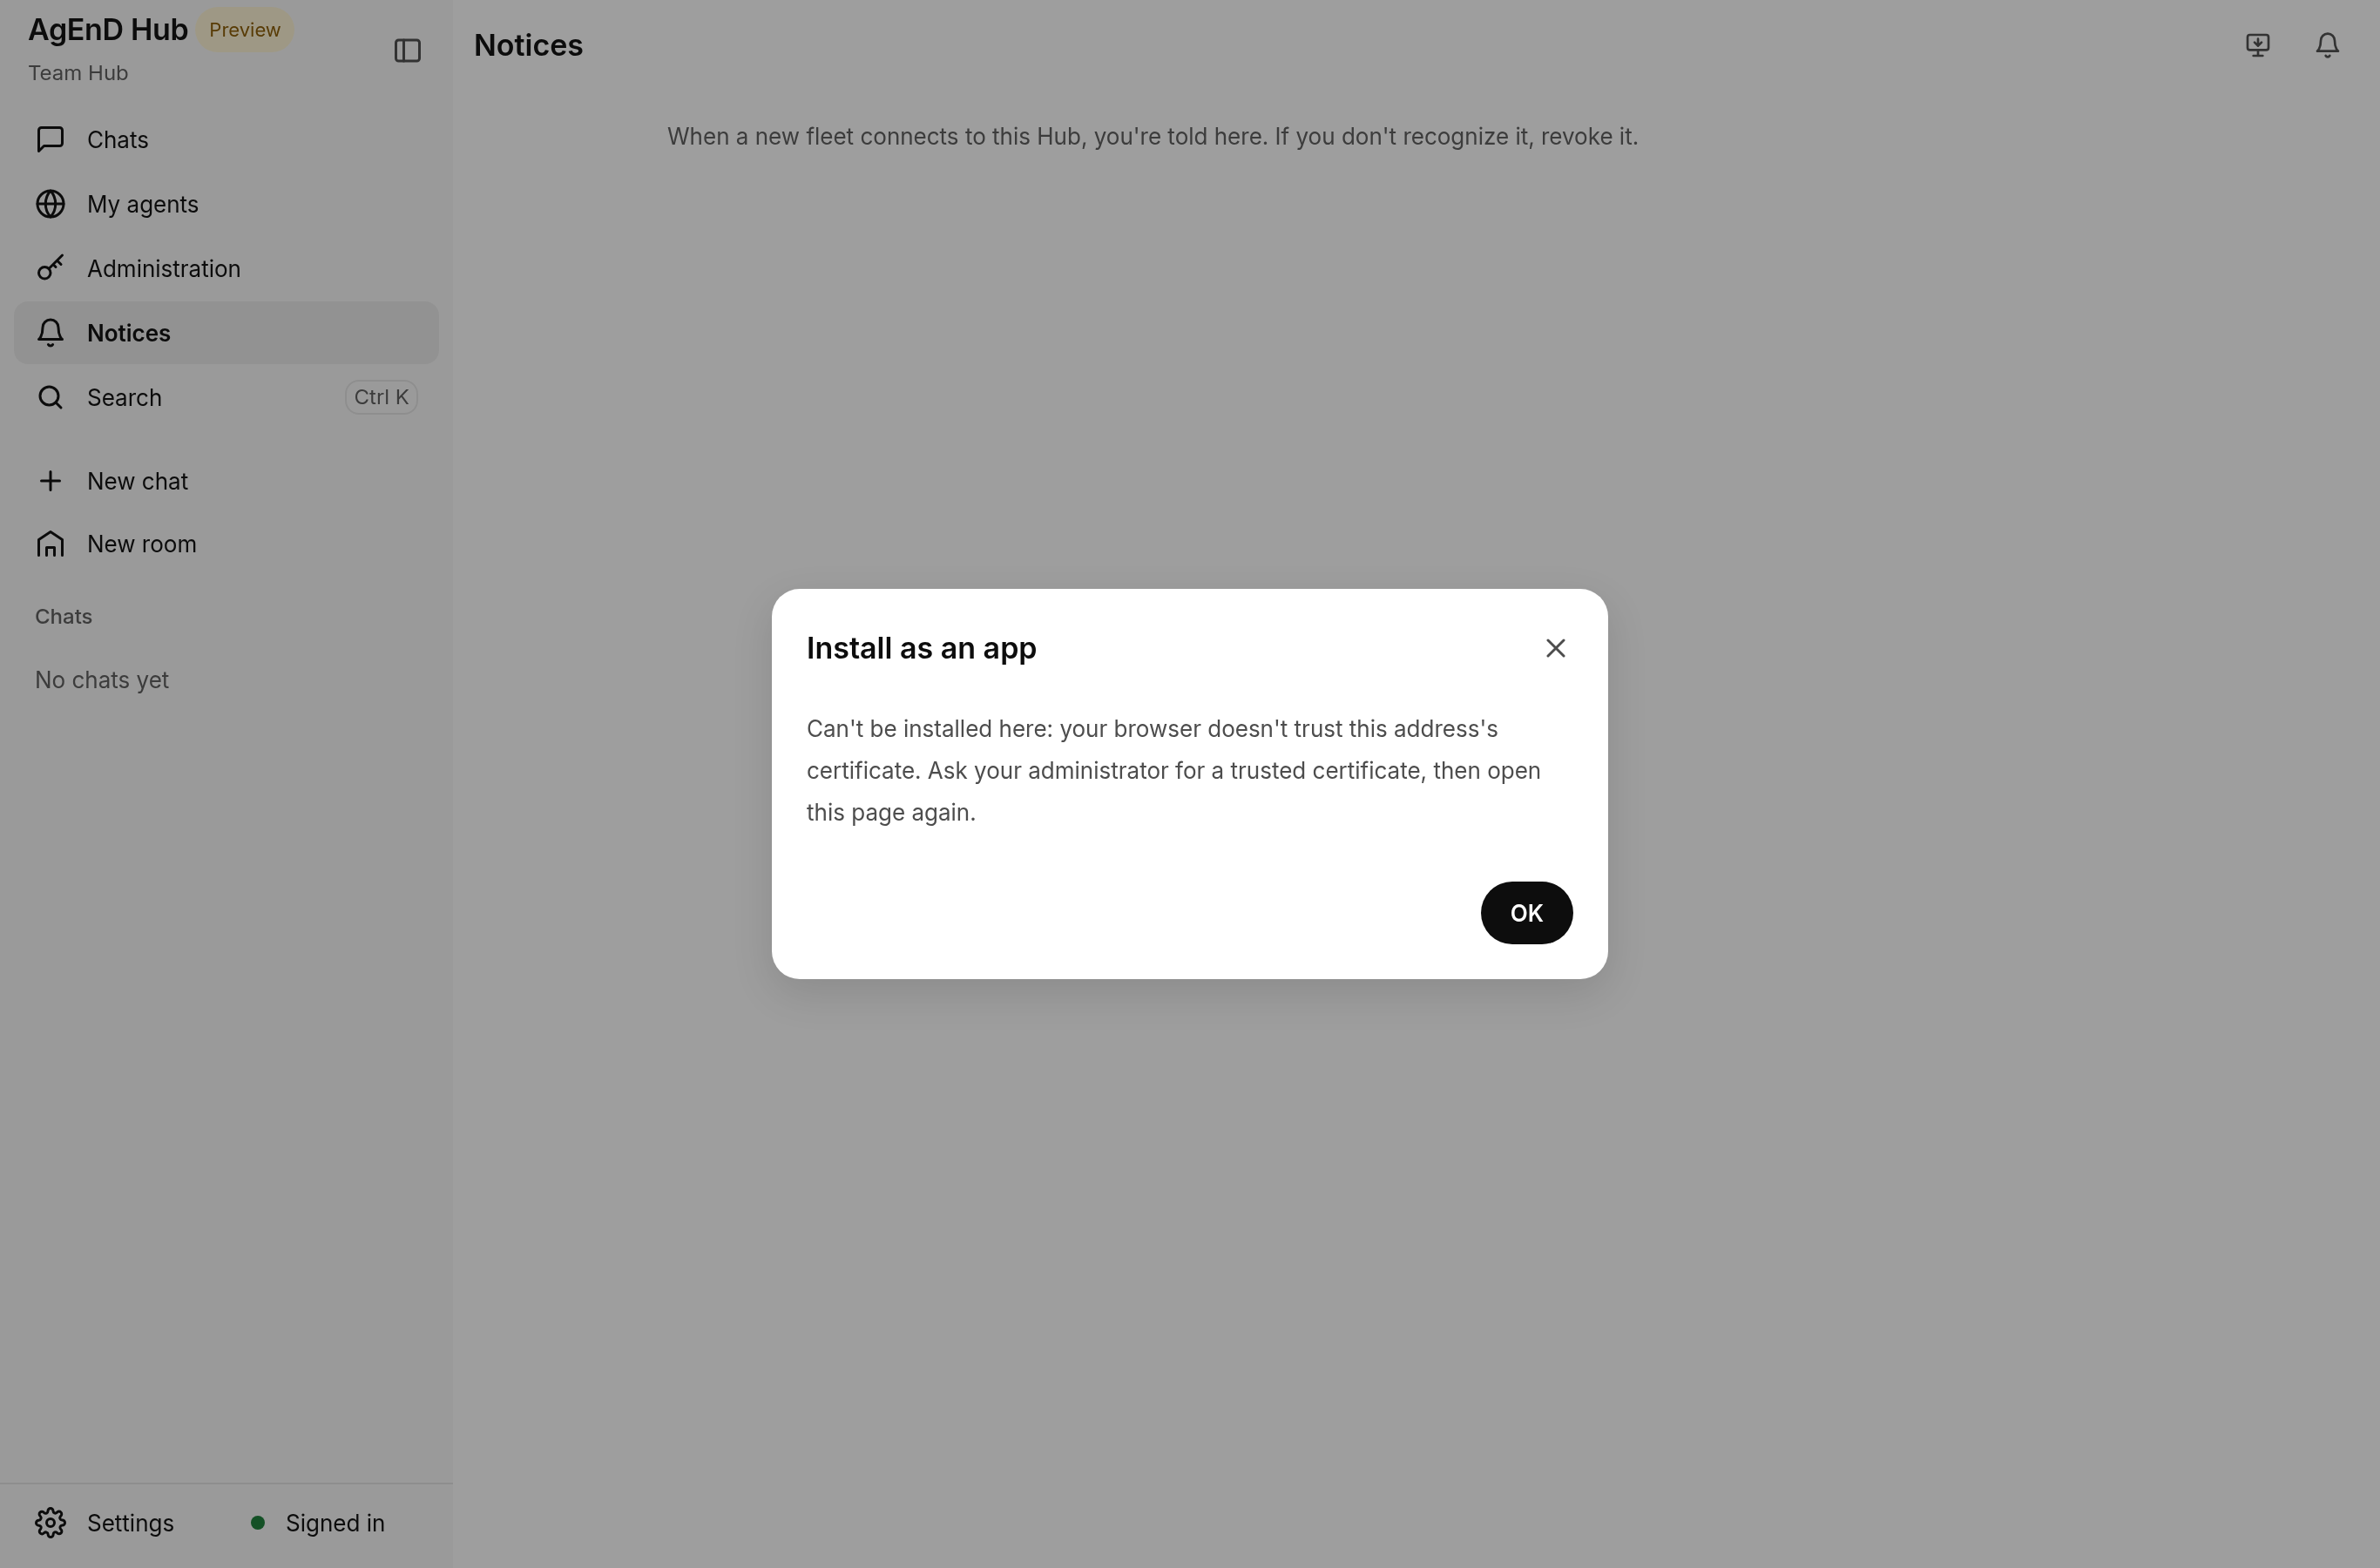 AgEnD Hub Preview
Team Hub
Chats
My agents
Administration
Notices
Search Ctrl K
New chat
New room
Chats
No chats yet
Settings Signed in
Notices
When a new fleet connects to this Hub, you're told here. If you don't recognize it, revoke it.
Install as an app
Can't be installed here: your browser doesn't trust this address's
certificate. Ask your administrator for a trusted certificate, then open
this page again.
OK